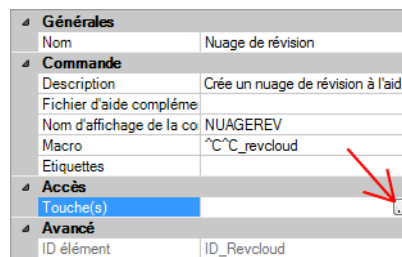 Générales
Nom Nuage de révision
Commande
Description Crée un nuage de révision à l'aid
Fichier d'aide compléme
Nom d'affichage de la co NUAGEREV
Macro ^C^C_revcloud
Etiquettes
Accès
Touche(s)
Avancé
ID élément ID_Revcloud